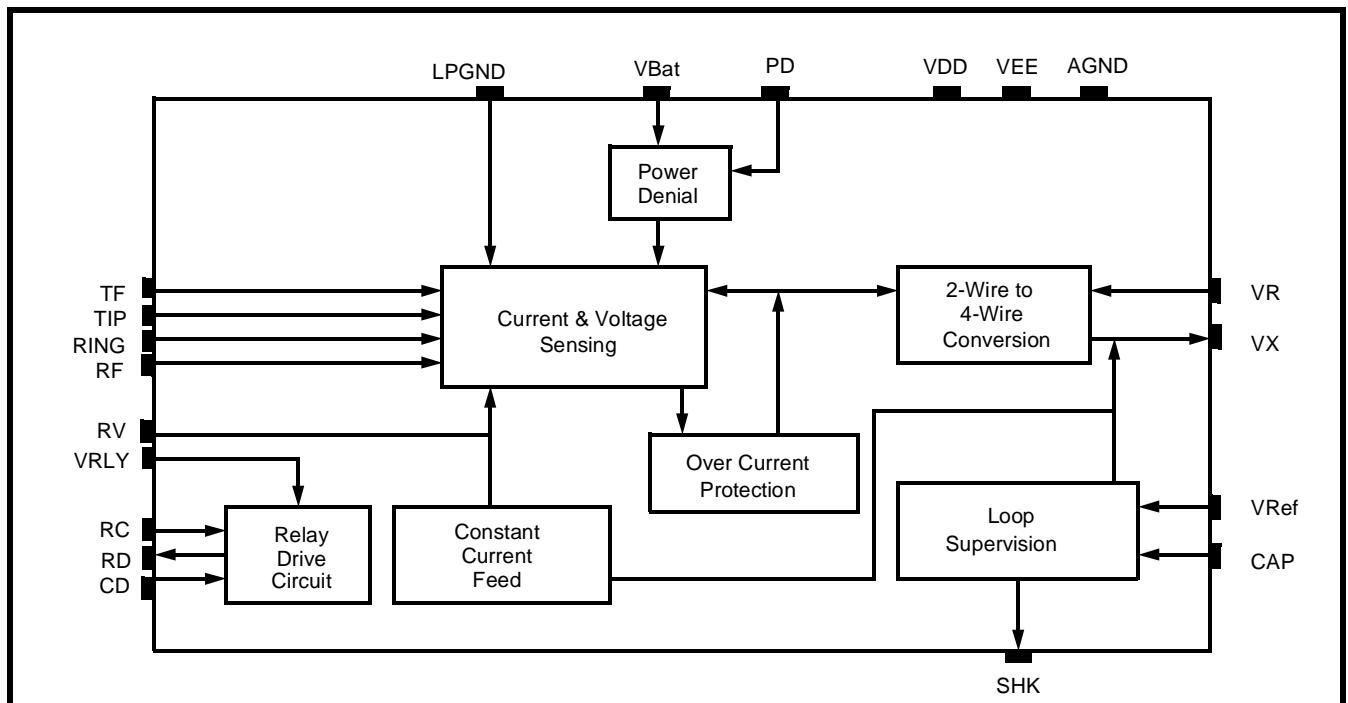 LPGND
VBat
PD
VDD
VEE
AGND
Power
Denial
TF
TIP
RING
RF
Current & Voltage
Sensing
2-Wire to
4-Wire
Conversion
VR
VX
RV
VRLY
Over Current
Protection
RC
RD
CD
Relay
Drive
Circuit
Constant
Current
Feed
Loop
Supervision
VRef
CAP
SHK